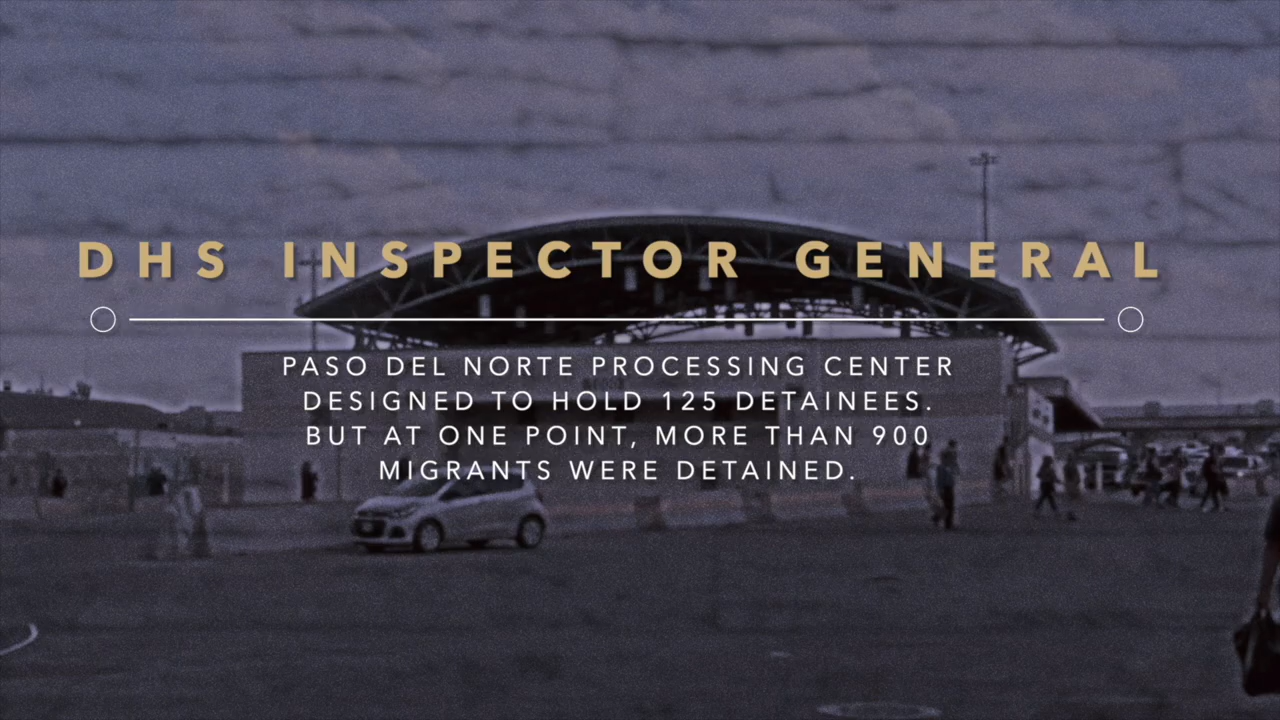 DHS INSPECTOR GENERAL
PASO DEL NORTE PROCESSING CENTER
DESIGNED TO HOLD 125 DETAINEES.
BUT AT ONE POINT, MORE THAN 900
MIGRANTS WERE DETAINED.